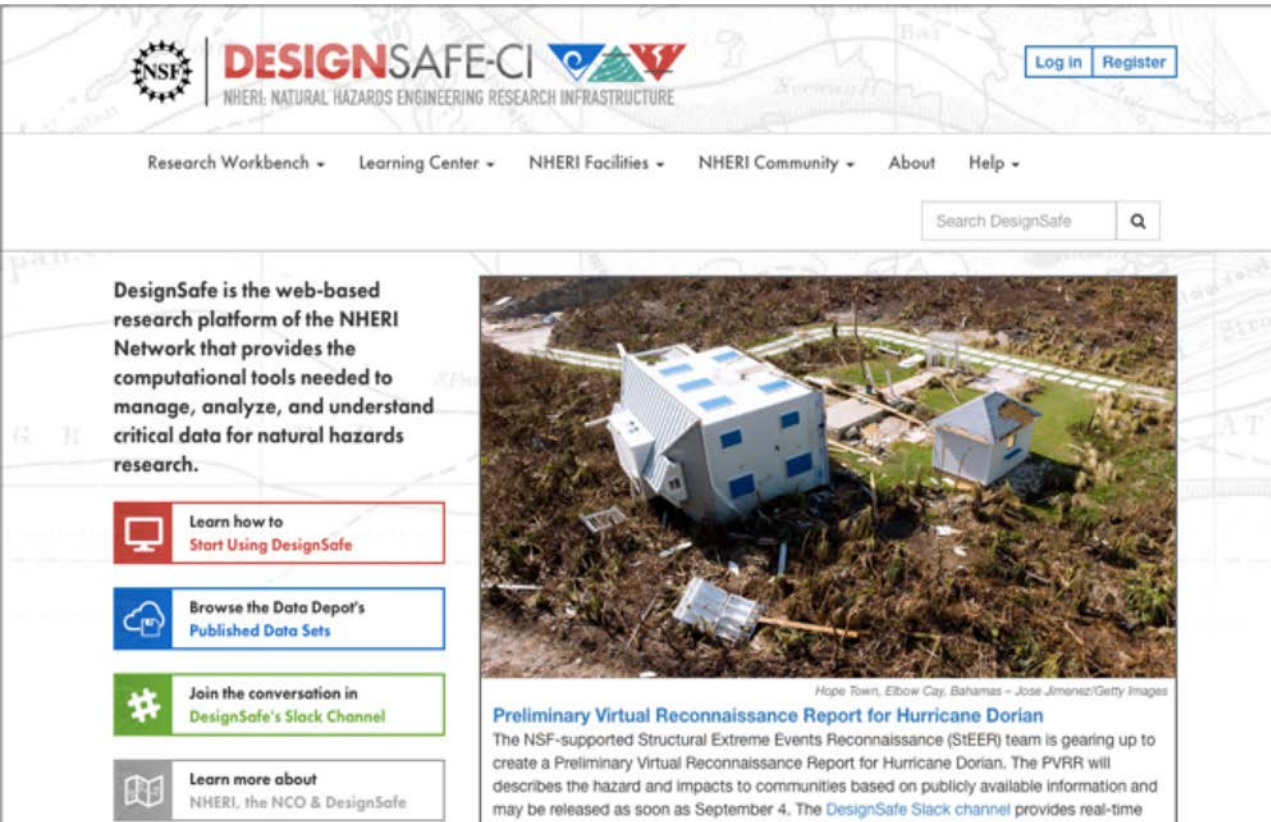 NSF
DESIGNSAFE-CI
NHERI: NATURAL HAZARDS ENGINEERING RESEARCH INFRASTRUCTURE
Log in
Register
Research Workbench
Learning Center
NHERI Facilities
NHERI Community
About
Help
Search DesignSafe
DesignSafe is the web-based
research platform of the NHERI
Network that provides the
computational tools needed to
manage, analyze, and understand
critical data for natural hazards
research.
Learn how to
Start Using DesignSafe
Browse the Data Depot's
Published Data Sets
Join the conversation in
DesignSafe's Slack Channel
Learn more about
NHERI, the NCO & DesignSafe
Hope Town, Elbow Cay, Bahamas – Jose Jimenez/Getty Images
Preliminary Virtual Reconnaissance Report for Hurricane Dorian
The NSF-supported Structural Extreme Events Reconnaissance (StEER) team is gearing up to
create a Preliminary Virtual Reconnaissance Report for Hurricane Dorian. The PVRR will
describes the hazard and impacts to communities based on publicly available information and
may be released as soon as September 4. The DesignSafe Slack channel provides real-time